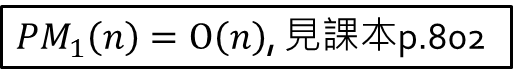 PM₁(n) = O(n), 見課本p.802